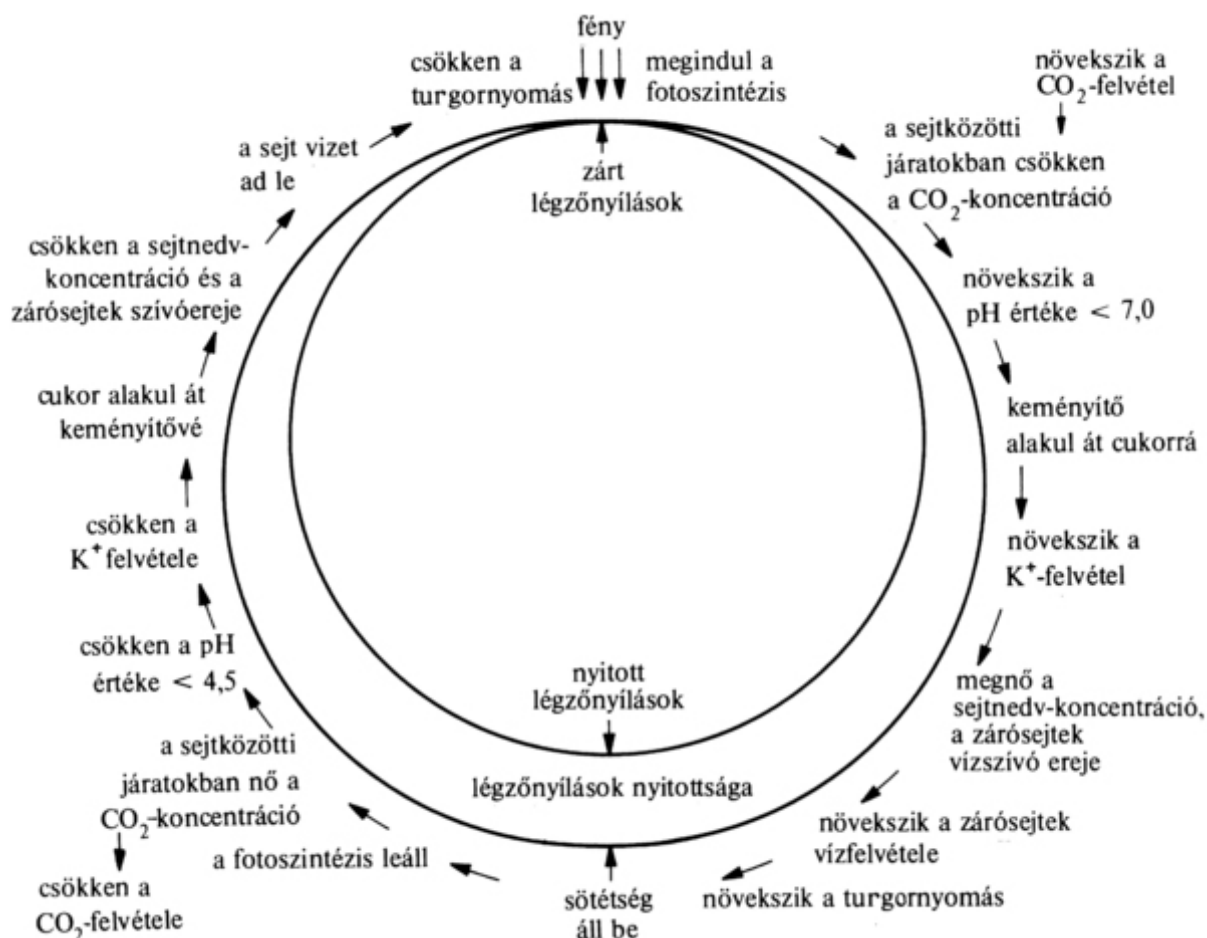 fény
megindul a
fotoszintézis
növekszik a
CO₂-felvétel
a sejtközötti
járatokban csökken
a CO₂-koncentráció
növekszik a
pH értéke < 7,0
keményítő
alakul át cukorrá
növekszik a
K⁺-felvétel
megnő a
sejtnedv-koncentráció,
a zárósejtek
vízszívó ereje
növekszik a zárósejtek
vízfelvétele
növekszik a turgornyomás
sötétség
áll be
a fotoszintézis leáll
a sejtközötti
járatokban nő a
CO₂-koncentráció
csökken a
CO₂-felvétele
csökken a pH
értéke < 4,5
csökken a
K⁺felvétele
cukor alakul át
keményítővé
csökken a sejtnedv-
koncentráció és a
zárósejtek szívóereje
a sejt vizet
ad le
csökken a
turgornyomás
zárt
légzőnyílások
nyitott
légzőnyílások
légzőnyílások nyitottsága